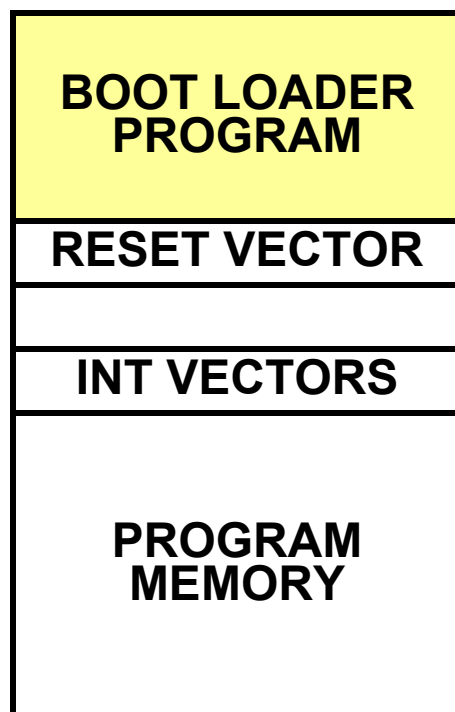 BOOT LOADER
PROGRAM
RESET VECTOR
INT VECTORS
PROGRAM
MEMORY